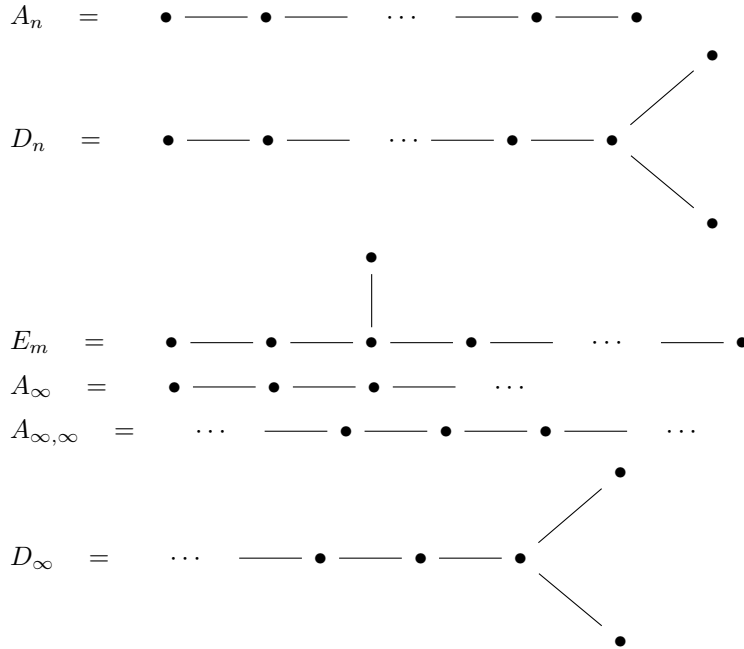 A_n = ...
D_n = ...
E_m = ...
A_∞ = ...
A_{∞,∞} = ... ...
D_∞ = ...